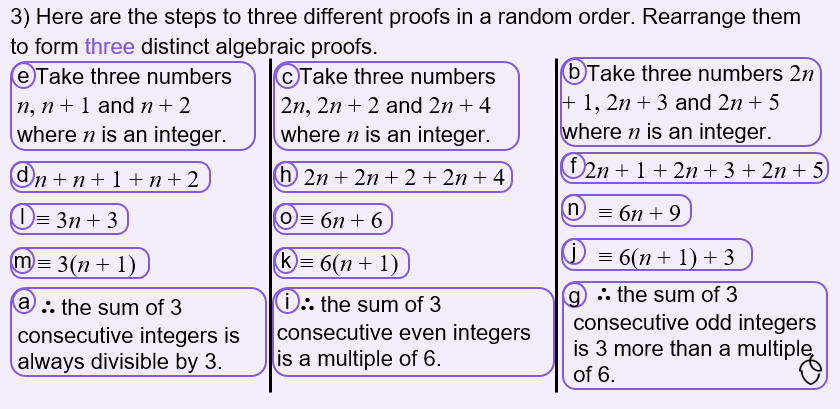 3) Here are the steps to three different proofs in a random order. Rearrange them
to form three distinct algebraic proofs.
e Take three numbers
n, n + 1 and n + 2
where n is an integer.
d n + n + 1 + n + 2
l ≡ 3n + 3
m ≡ 3(n + 1)
a ∴ the sum of 3
consecutive integers is
always divisible by 3.
c Take three numbers
2n, 2n + 2 and 2n + 4
where n is an integer.
h 2n + 2n + 2 + 2n + 4
o ≡ 6n + 6
k ≡ 6(n + 1)
i ∴ the sum of 3
consecutive even integers
is a multiple of 6.
b Take three numbers 2n
+ 1, 2n + 3 and 2n + 5
where n is an integer.
f 2n + 1 + 2n + 3 + 2n + 5
n ≡ 6n + 9
j ≡ 6(n + 1) + 3
g ∴ the sum of 3
consecutive odd integers
is 3 more than a multiple
of 6.